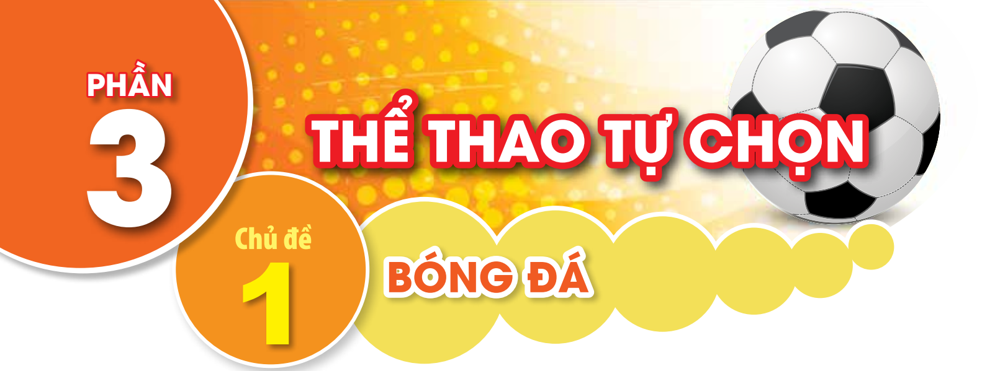 PHẦN
3
THỂ THAO TỰ CHỌN
Chủ đề
1
BÓNG ĐÁ